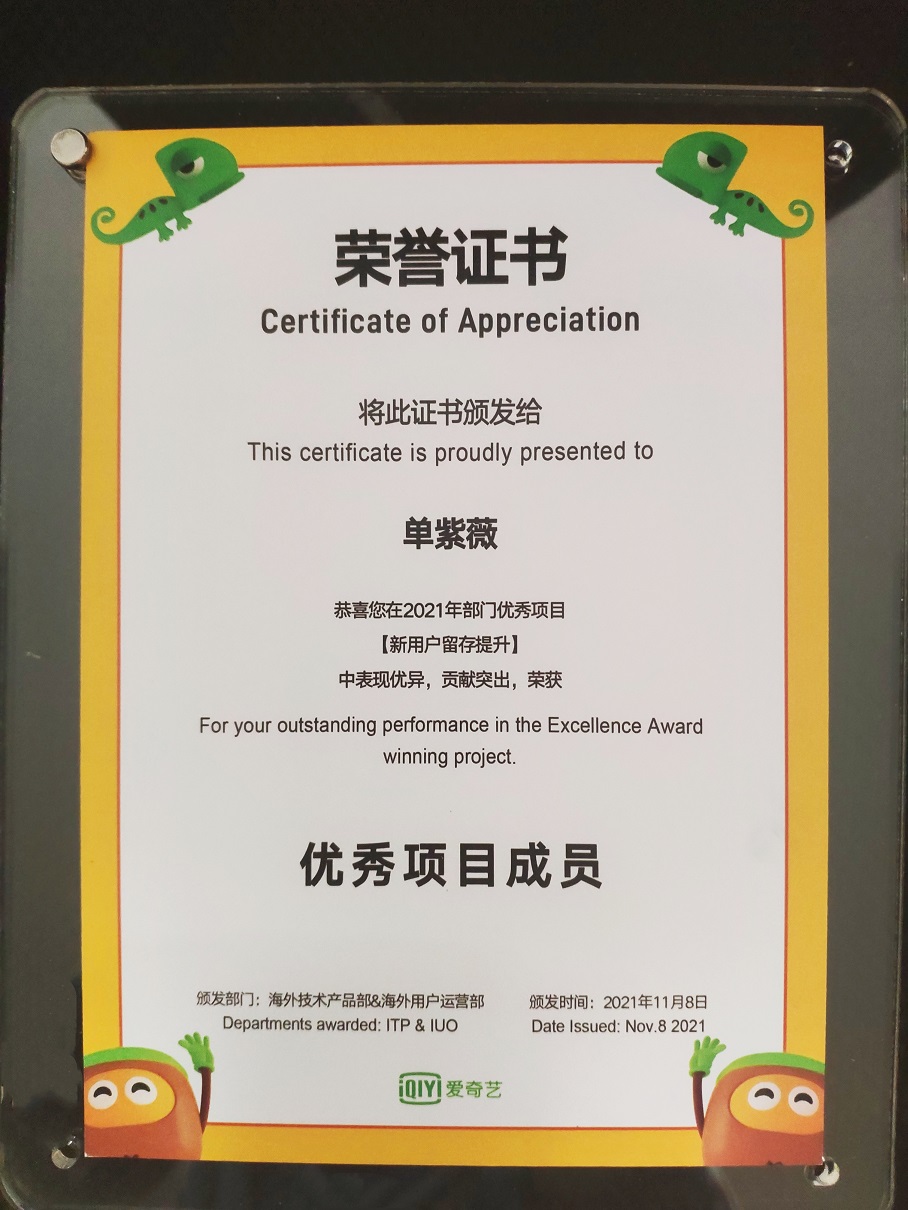 荣誉证书
Certificate of Appreciation
将此证书颁发给
This certificate is proudly presented to
单紫薇
恭喜您在2021年部门优秀项目
【新用户留存提升】
中表现优异，贡献突出，荣获
For your outstanding performance in the Excellence Award
winning project.
优秀项目成员
颁发部门：海外技术产品部&海外用户运营部
Departments awarded: ITP & IUO
颁发时间：2021年11月8日
Date Issued: Nov.8 2021
iQIYI 爱奇艺